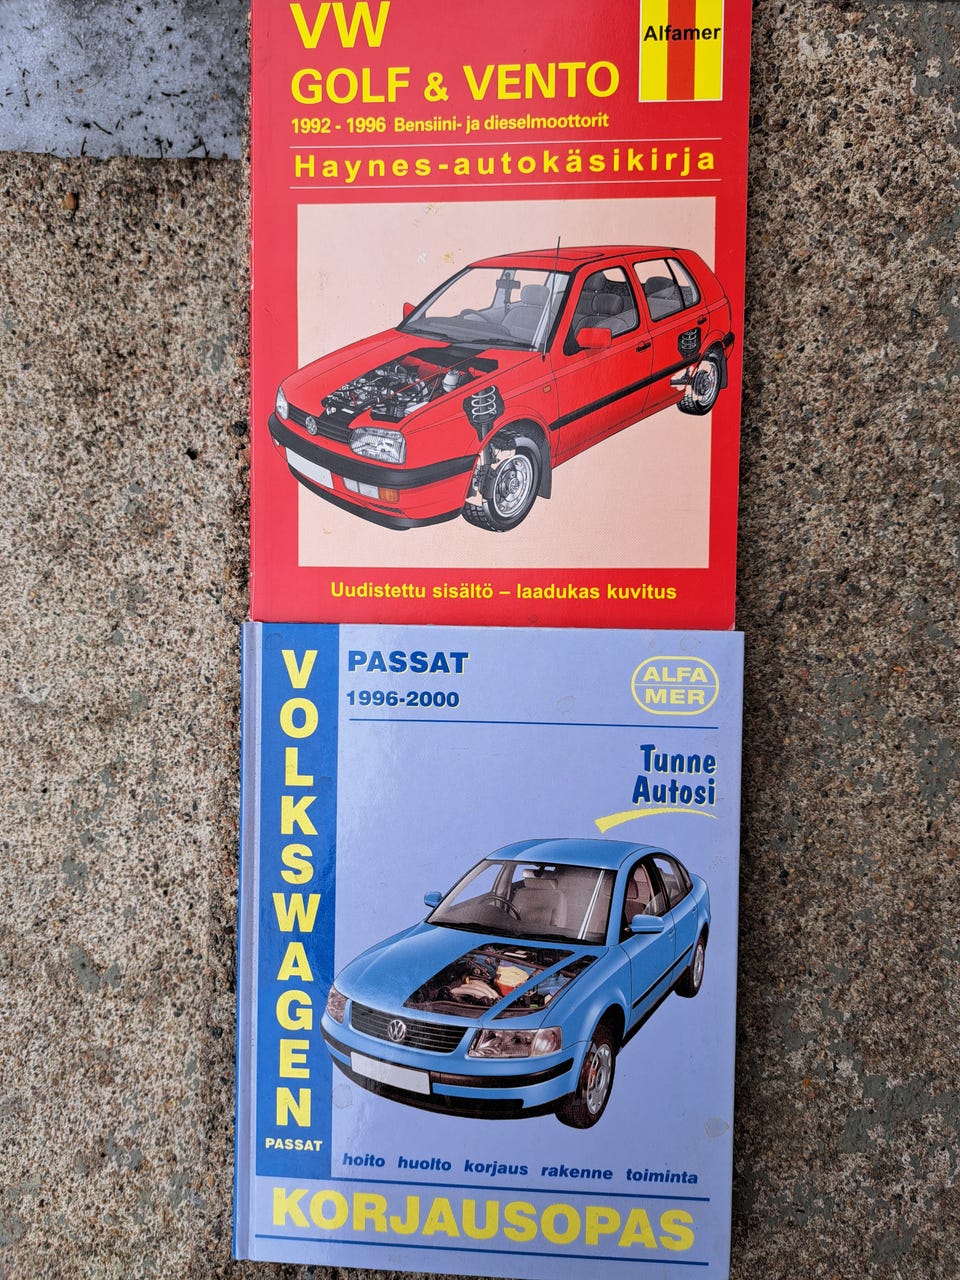 VW
Alfamer
GOLF & VENTO
1992 - 1996 Bensiini- ja dieselmoottorit
Haynes-autokäsikirja
Uudistettu sisältö – laadukas kuvitus
VOLKSWAGEN
PASSAT
PASSAT
1996-2000
ALFA
MER
Tunne
Autosi
hoito huolto korjaus rakenne toiminta
KORJAUSOPAS